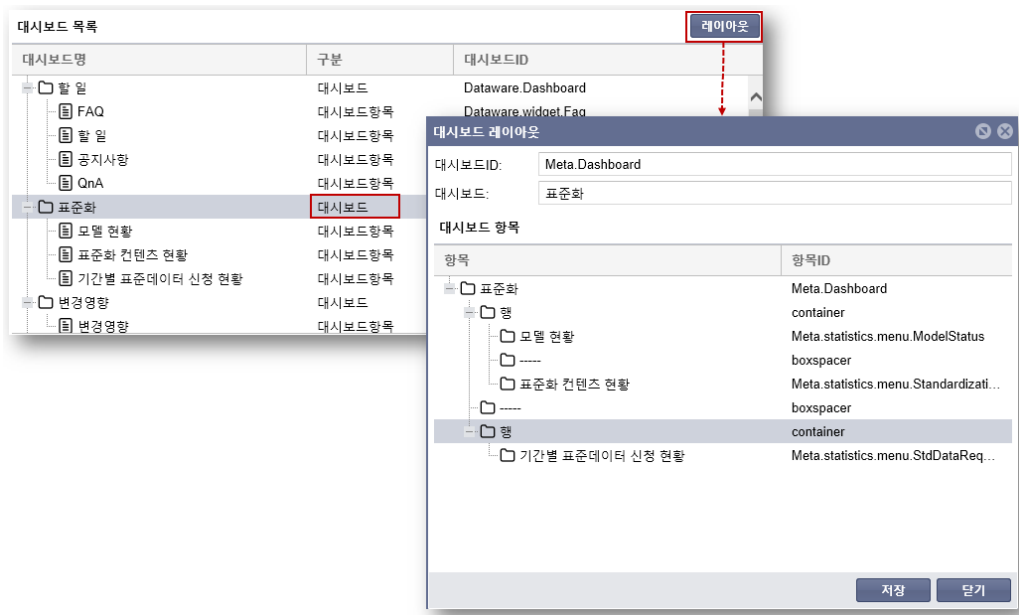 대시보드 목록
레이아웃
대시보드명 구분 대시보드ID
할 일 대시보드 Dataware.Dashboard
FAQ 대시보드항목 Dataware.widget.Faq
할 일 대시보드항목
공지사항 대시보드항목
QnA 대시보드항목
표준화 대시보드
모델 현황 대시보드항목
표준화 컨텐츠 현황 대시보드항목
기간별 표준데이터 신청 현황 대시보드항목
변경영향 대시보드
변경영향 대시보드항목
대시보드 레이아웃
대시보드ID: Meta.Dashboard
대시보드: 표준화
대시보드 항목
항목 항목ID
표준화 Meta.Dashboard
행 container
모델 현황 Meta.statistics.menu.ModelStatus
----- boxspacer
표준화 컨텐츠 현황 Meta.statistics.menu.Standardizati...
----- boxspacer
행 container
기간별 표준데이터 신청 현황 Meta.statistics.menu.StdDataReq...
저장 닫기